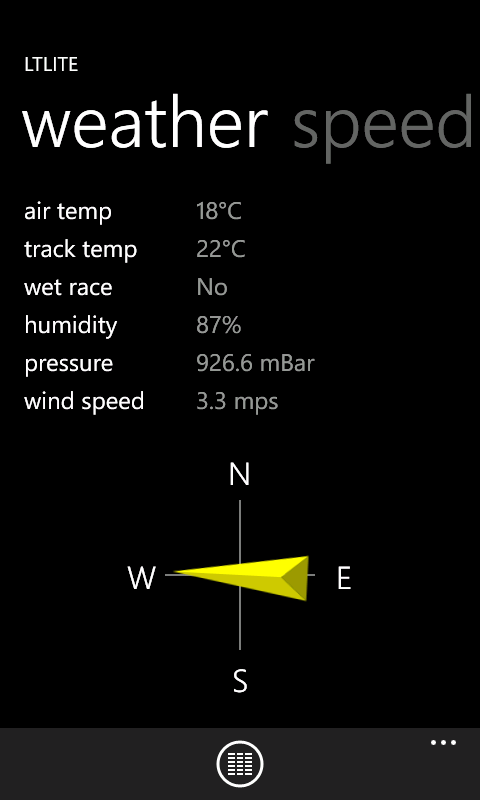 LTLITE
weather speed
air temp 18°C
track temp 22°C
wet race No
humidity 87%
pressure 926.6 mBar
wind speed 3.3 mps
N
W E
S